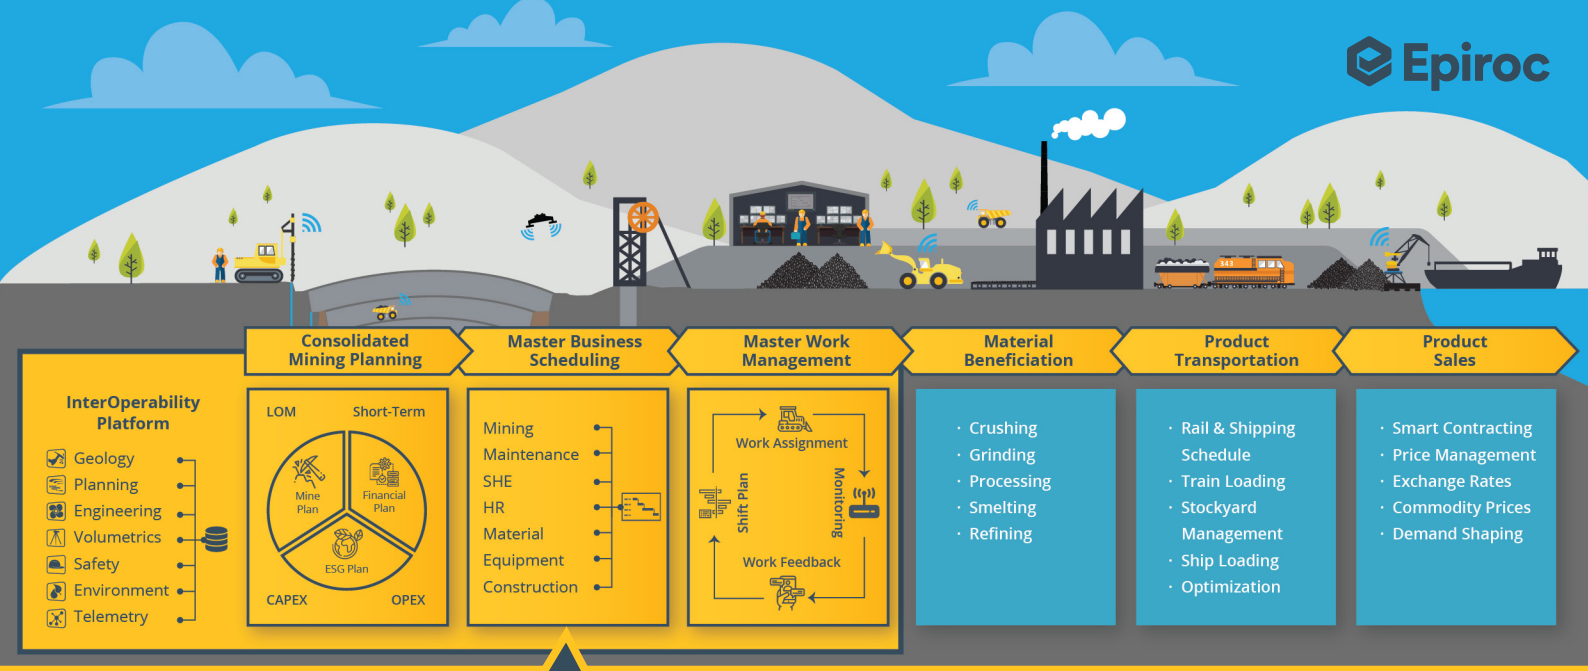 Epiroc
343
Consolidated
Mining Planning
Master Business
Scheduling
Master Work
Management
Material
Beneficiation
Product
Transportation
Product
Sales
InterOperability
Platform
Geology
Planning
Engineering
Volumetrics
Safety
Environment
Telemetry
LOM
Short-Term
Mine
Plan
Financial
Plan
ESG Plan
CAPEX
OPEX
Mining
Maintenance
SHE
HR
Material
Equipment
Construction
Work Assignment
Shift Plan
Monitoring
Work Feedback
· Crushing
· Grinding
· Processing
· Smelting
· Refining
· Rail & Shipping
Schedule
· Train Loading
· Stockyard
Management
· Ship Loading
· Optimization
· Smart Contracting
· Price Management
· Exchange Rates
· Commodity Prices
· Demand Shaping